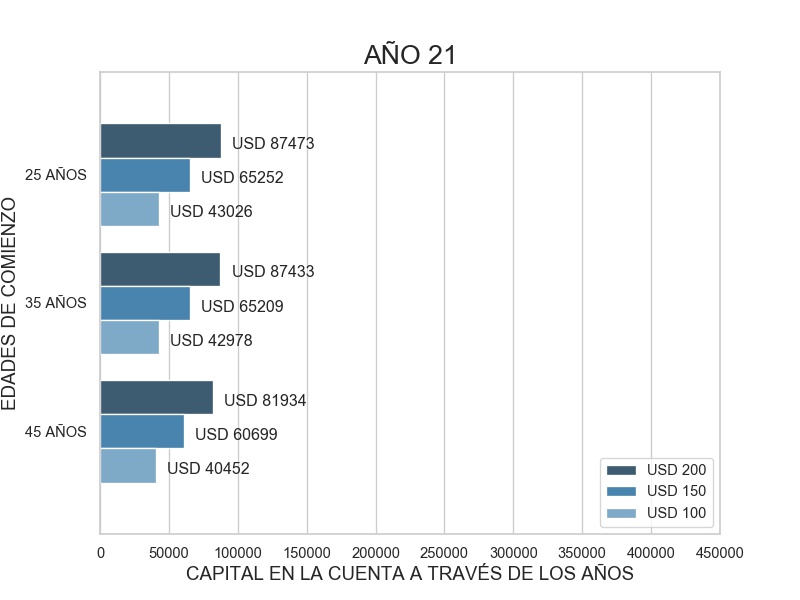 AÑO 21
EDADES DE COMIENZO
25 AÑOS
USD 87473
USD 65252
USD 43026
35 AÑOS
USD 87433
USD 65209
USD 42978
45 AÑOS
USD 81934
USD 60699
USD 40452
USD 200
USD 150
USD 100
0 50000 100000 150000 200000 250000 300000 350000 400000 450000
CAPITAL EN LA CUENTA A TRAVÉS DE LOS AÑOS